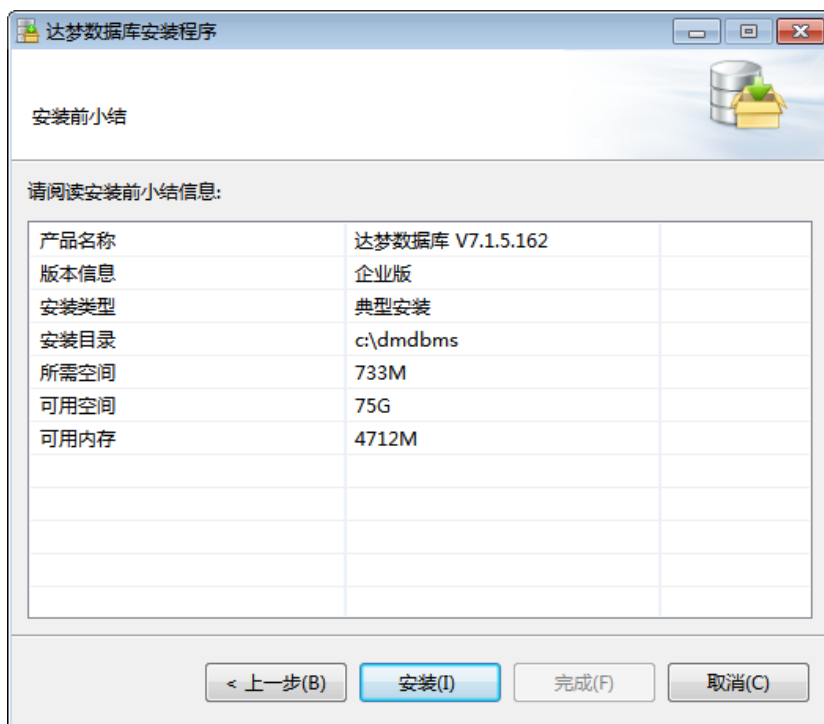 达梦数据库安装程序
安装前小结
请阅读安装前小结信息:
产品名称 达梦数据库 V7.1.5.162
版本信息 企业版
安装类型 典型安装
安装目录 c:\dmdbms
所需空间 733M
可用空间 75G
可用内存 4712M
< 上一步(B) 安装(I) 完成(F) 取消(C)